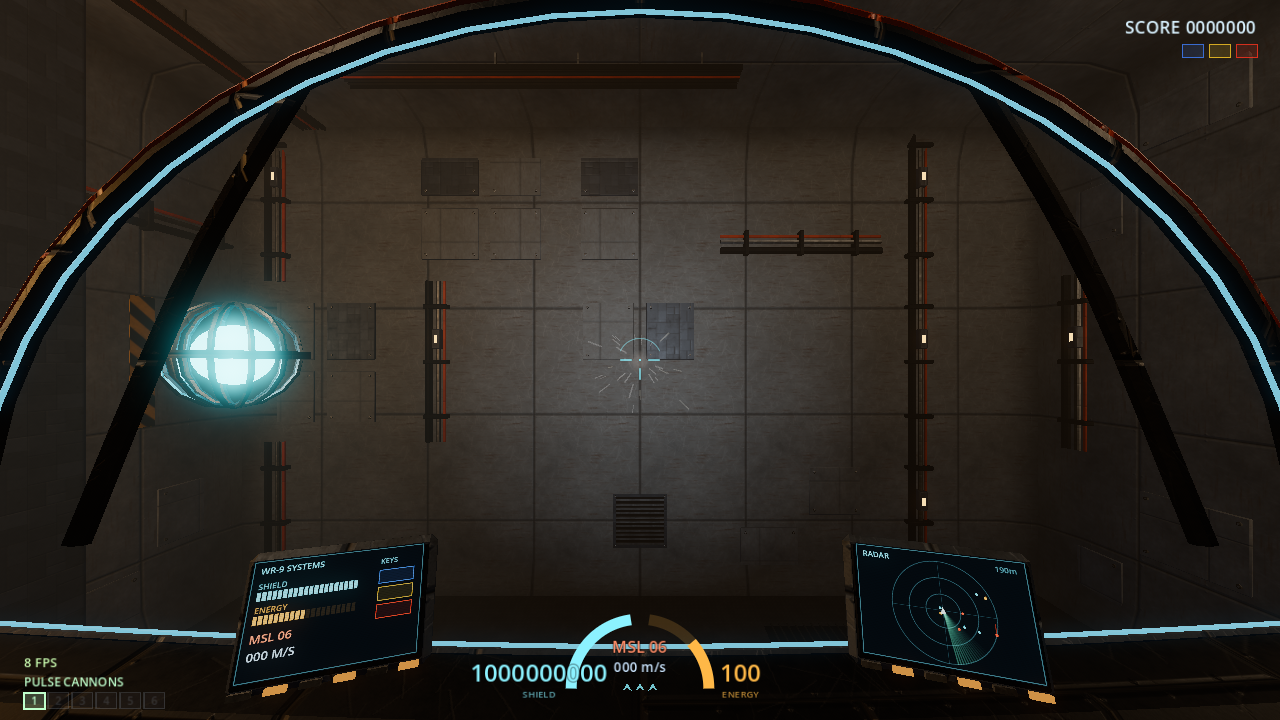 SCORE 0000000
WR-9 SYSTEMS
KEYS
SHIELD
ENERGY
MSL 06
000 M/S
RADAR
190m
MSL 06
1000000000
000 m/s
100
SHIELD
ENERGY
8 FPS
PULSE CANNONS
1 2 3 4 5 6